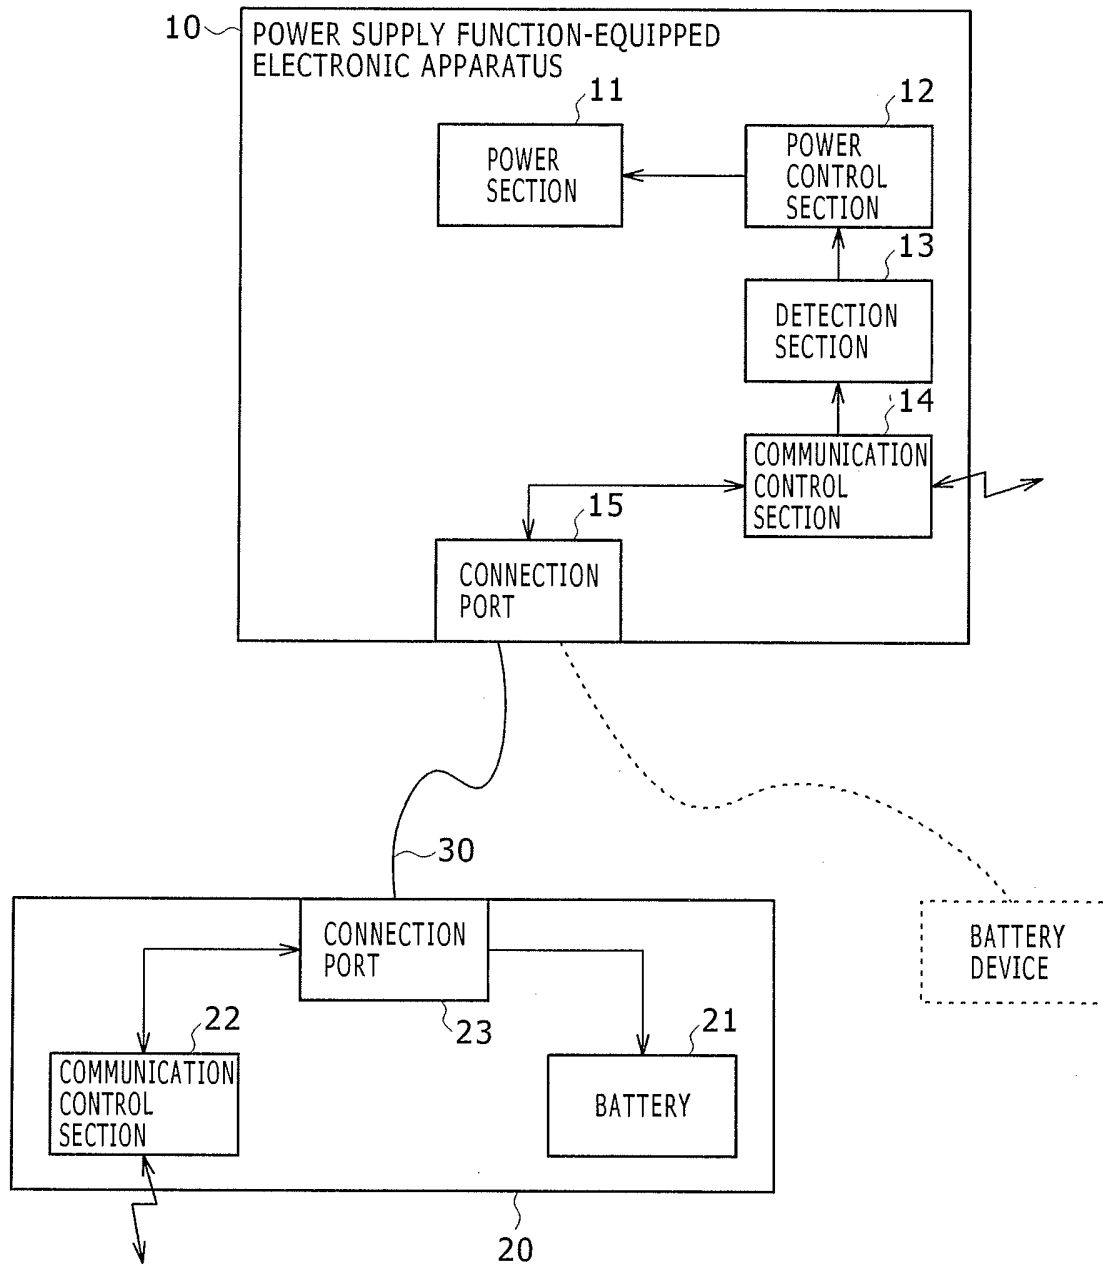 10
POWER SUPPLY FUNCTION-EQUIPPED
ELECTRONIC APPARATUS
11
POWER
SECTION
12
POWER
CONTROL
SECTION
13
DETECTION
SECTION
14
COMMUNICATION
CONTROL
SECTION
15
CONNECTION
PORT
30
CONNECTION
PORT
23
BATTERY
DEVICE
22
COMMUNICATION
CONTROL
SECTION
21
BATTERY
20